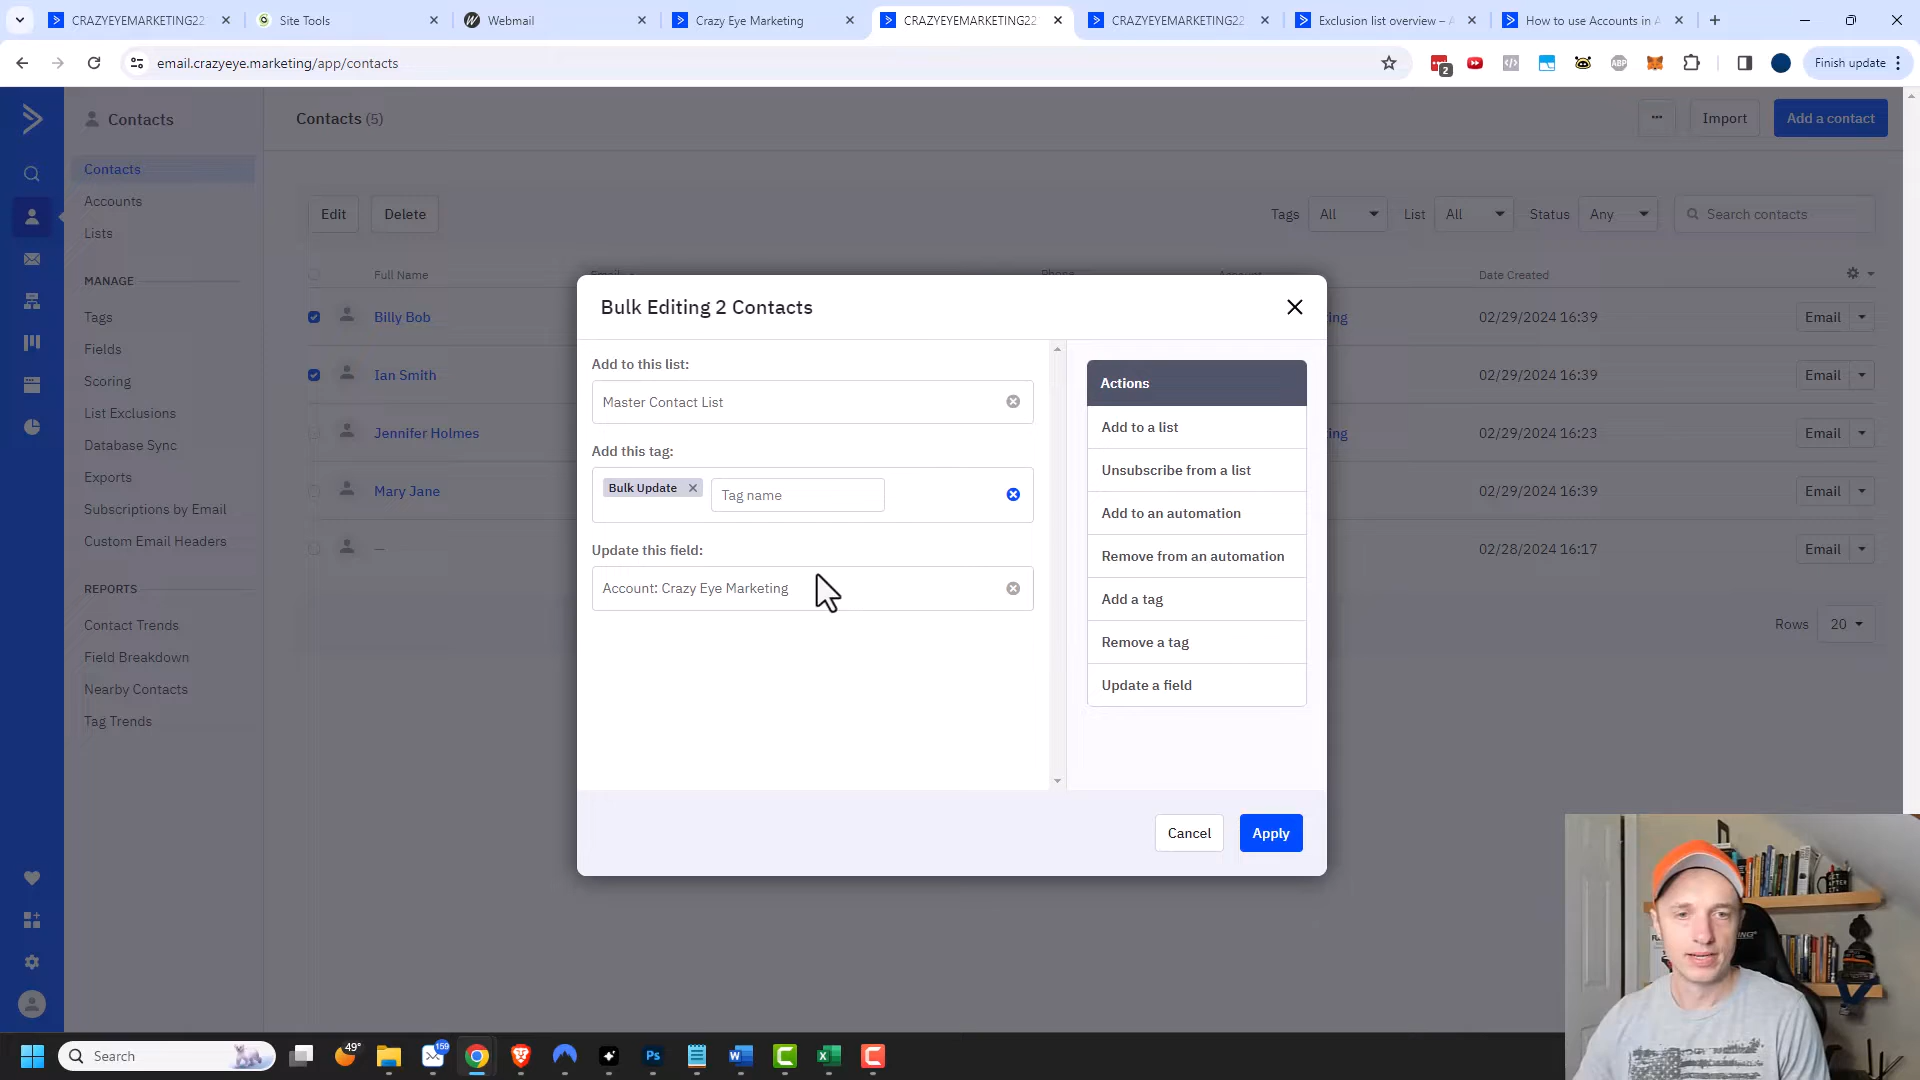 CRAZYEYEMARKETING22
Site Tools
Webmail
Crazy Eye Marketing
CRAZYEYEMARKETING22
CRAZYEYEMARKETING22
Exclusion list overview –
How to use Accounts in
email.crazyeye.marketing/app/contacts
2
ABP
Finish update
Contacts
Contacts (5)
Import
Add a contact
Contacts
Accounts
Lists
MANAGE
Tags
Fields
Scoring
List Exclusions
Database Sync
Exports
Subscriptions by Email
Custom Email Headers
REPORTS
Contact Trends
Field Breakdown
Nearby Contacts
Tag Trends
Edit
Delete
Tags
All
List
All
Status
Any
Search contacts
Full Name
Date Created
Billy Bob
ing
02/29/2024 16:39
Email
Ian Smith
02/29/2024 16:39
Email
Jennifer Holmes
ing
02/29/2024 16:23
Email
Mary Jane
02/29/2024 16:39
Email
—
02/28/2024 16:17
Email
Rows
20
Bulk Editing 2 Contacts
Add to this list:
Master Contact List
Add this tag:
Bulk Update
Tag name
Update this field:
Account: Crazy Eye Marketing
Actions
Add to a list
Unsubscribe from a list
Add to an automation
Remove from an automation
Add a tag
Remove a tag
Update a field
Cancel
Apply
Search
49°
159
Ps